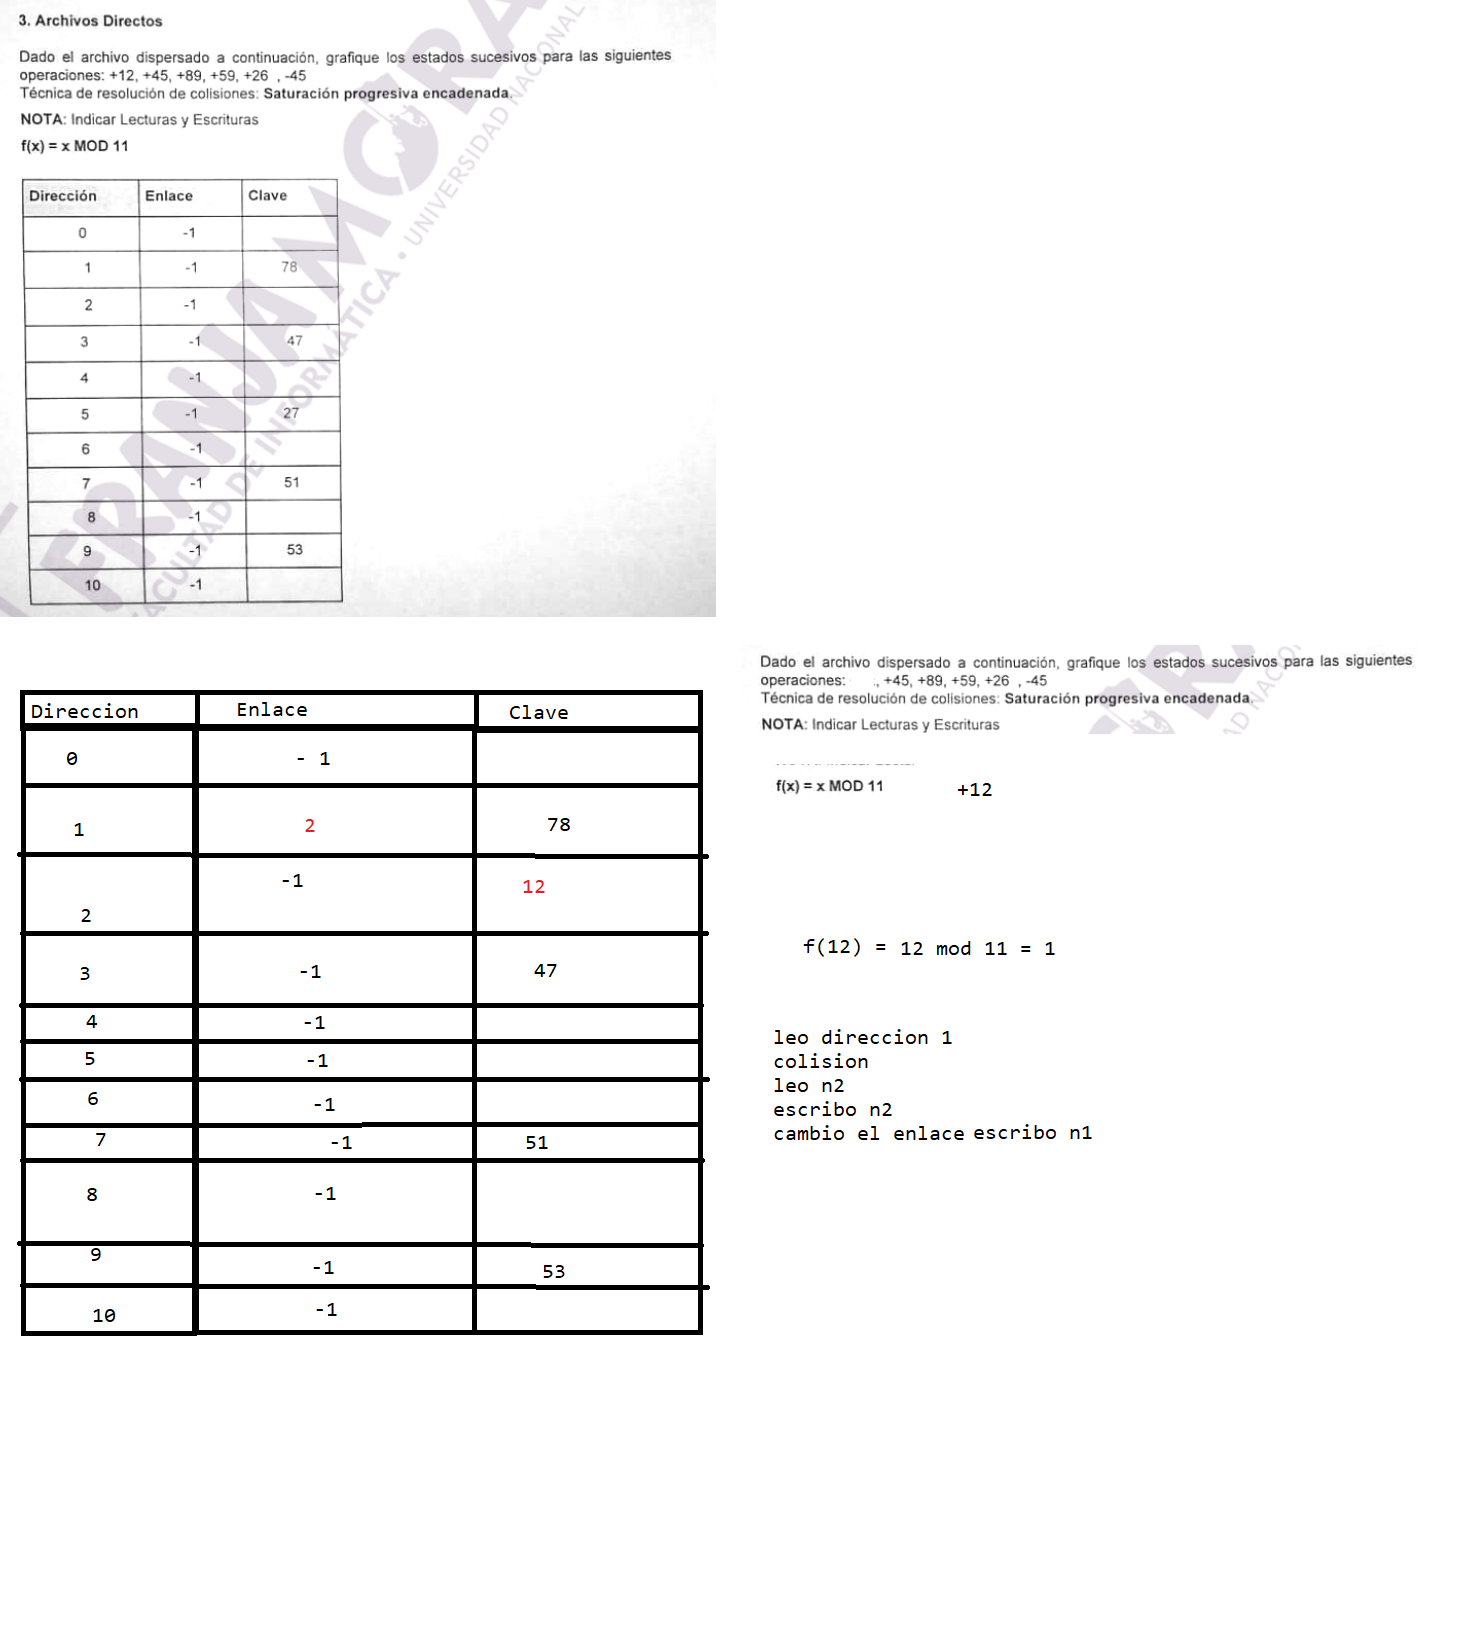 3. Archivos Directos
Dado el archivo dispersado a continuación, grafique los estados sucesivos para las siguientes
operaciones: +12, +45, +89, +59, +26 , -45
Técnica de resolución de colisiones: Saturación progresiva encadenada.
NOTA: Indicar Lecturas y Escrituras
f(x) = x MOD 11
Dirección Enlace Clave
0 -1
1 -1 78
2 -1
3 -1 47
4 -1
5 -1 27
6 -1
7 -1 51
8 -1
9 -1 53
10 -1
FRANJA MORA
FACULTAD DE INFORMÁTICA • UNIVERSIDAD NACIONAL
Direccion Enlace Clave
0 - 1
1 2 78
2 -1 12
3 -1 47
4 -1
5 -1
6 -1
7 -1 51
8 -1
9 -1 53
10 -1
Dado el archivo dispersado a continuación, grafique los estados sucesivos para las siguientes
operaciones: , +45, +89, +59, +26 , -45
Técnica de resolución de colisiones: Saturación progresiva encadenada.
NOTA: Indicar Lecturas y Escrituras
f(x) = x MOD 11 +12
f(12) = 12 mod 11 = 1
leo direccion 1
colision
leo n2
escribo n2
cambio el enlace escribo n1